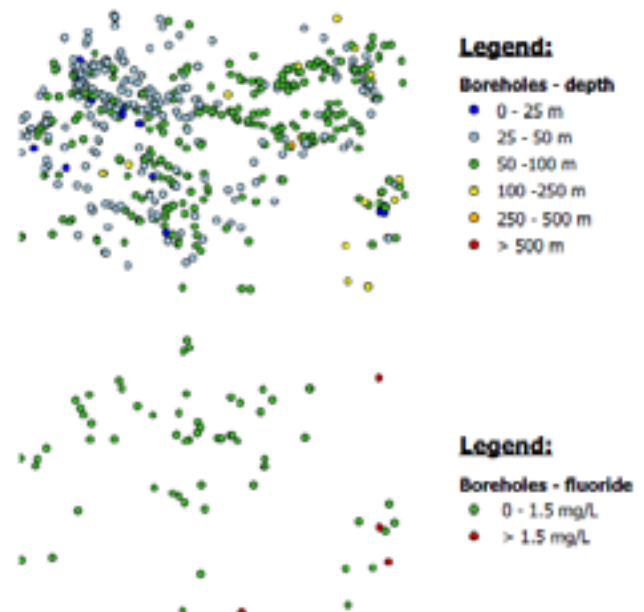 Legend:
Boreholes - depth
0 - 25 m
25 - 50 m
50 -100 m
100 -250 m
250 - 500 m
> 500 m
Legend:
Boreholes - fluoride
0 - 1.5 mg/L
> 1.5 mg/L